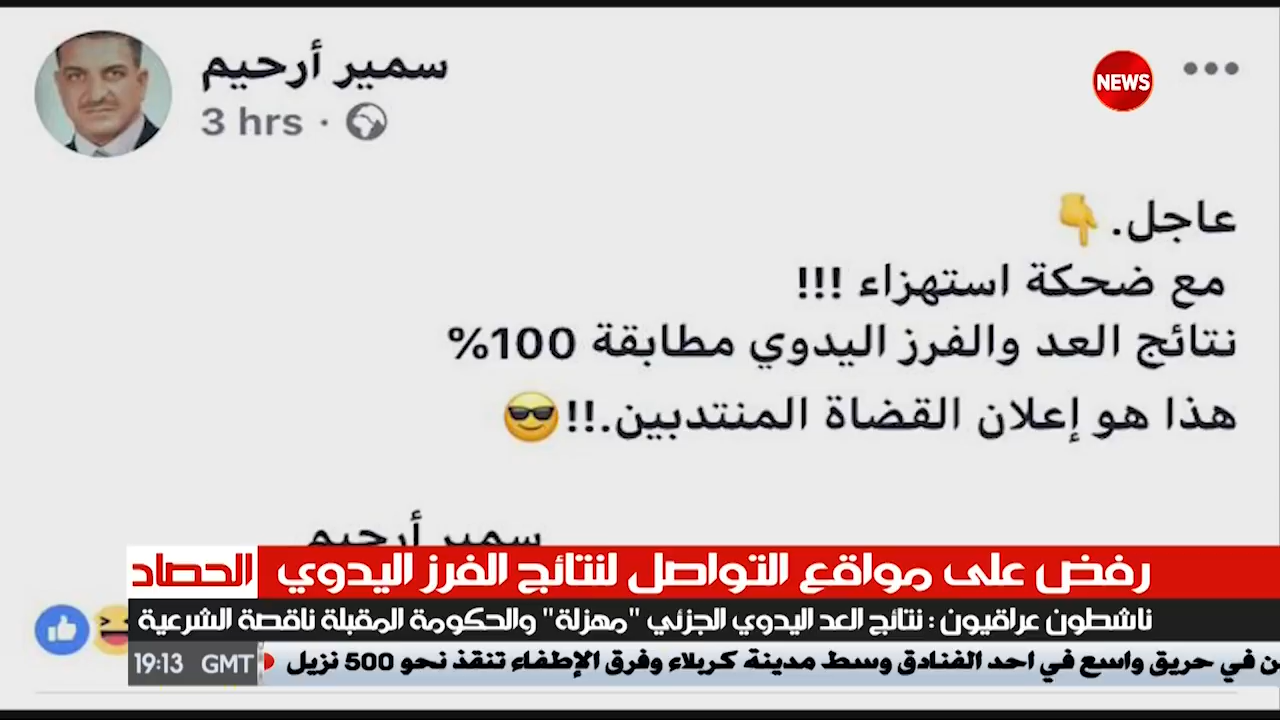 سمير أرحيم
3 hrs ·
NEWS
عاجل.👇
مع ضحكة استهزاء !!!
نتائج العد والفرز اليدوي مطابقة 100%
هذا هو إعلان القضاة المنتدبين.!!😎
سمير أرحيم
رفض على مواقع التواصل لنتائج الفرز اليدوي
الحصاد
ناشطون عراقيون : نتائج العد اليدوي الجزئي "مهزلة" والحكومة المقبلة ناقصة الشرعية
في حريق واسع في احد الفنادق وسط مدينة كربلاء وفرق الإطفاء تنقذ نحو 500 نزيل
19:13 GMT